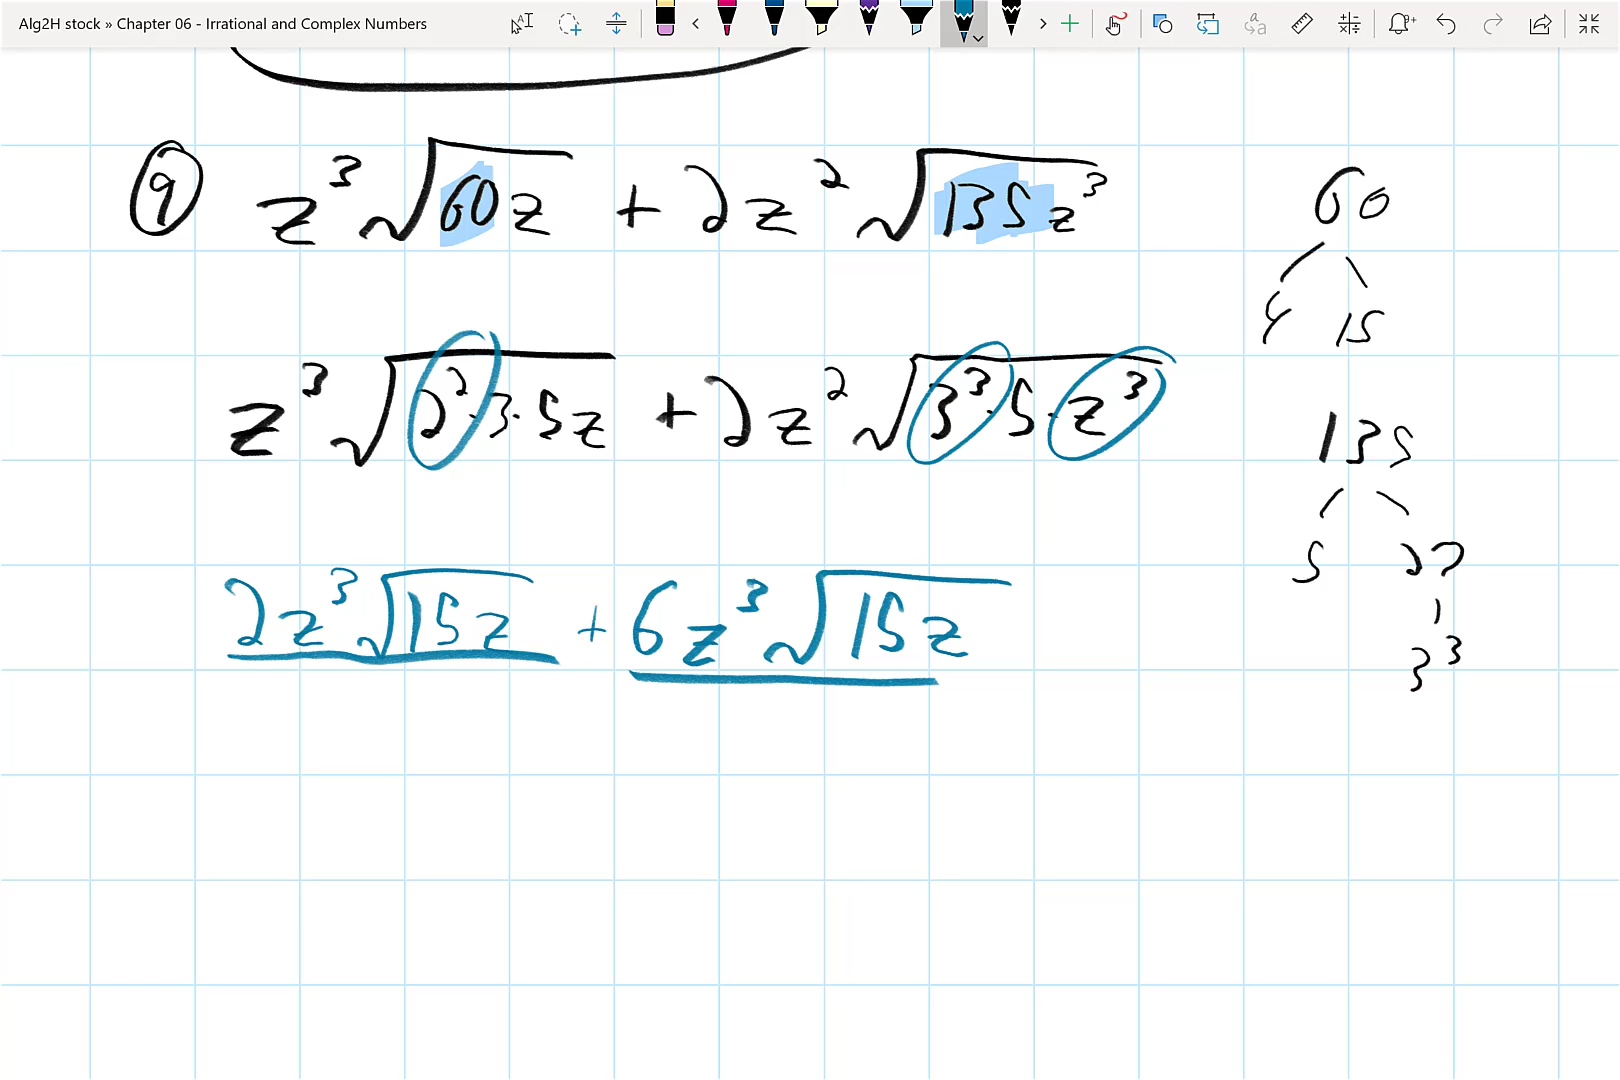 Alg2H stock » Chapter 06 - Irrational and Complex Numbers
9 z³ √60z + 2z² √135z³
z³ √2²·3·5z + 2z² √3³·5·z³
2z³ √15z + 6z³ √15z
60
4 15
135
5 27
3³